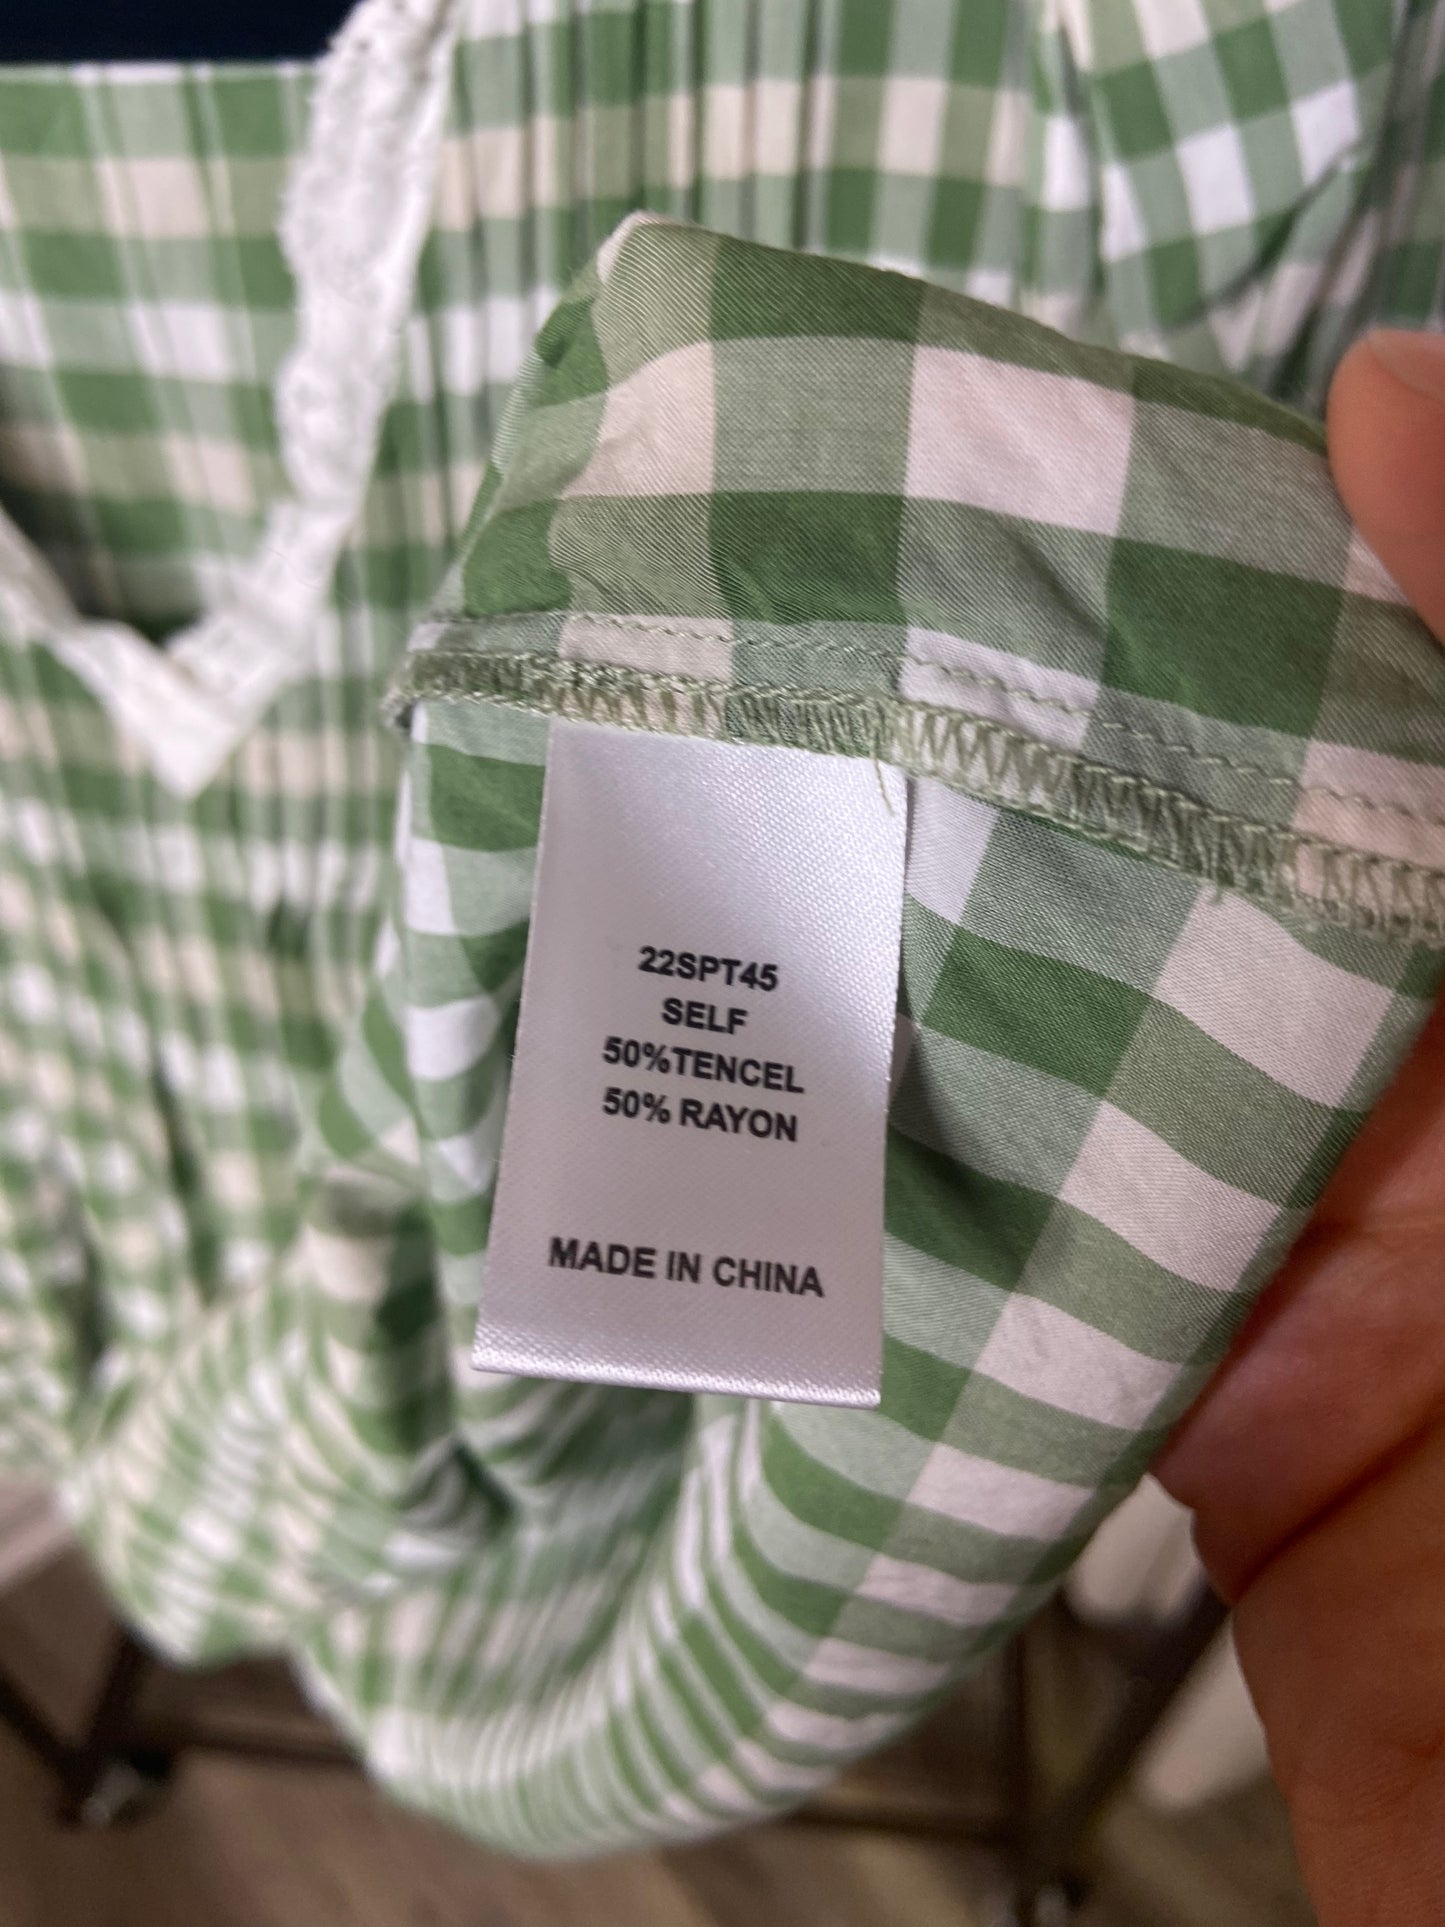 22SPT45
SELF
50%TENCEL
50% RAYON
MADE IN CHINA